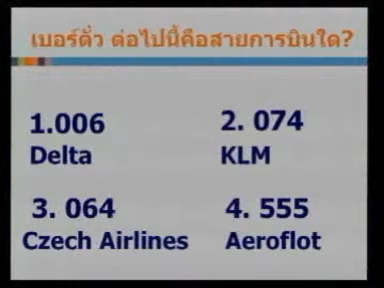 เบอร์ตั๋ว ต่อไปนี้คือสายการบินใด?
1.006
Delta
2. 074
KLM
3. 064
Czech Airlines
4. 555
Aeroflot